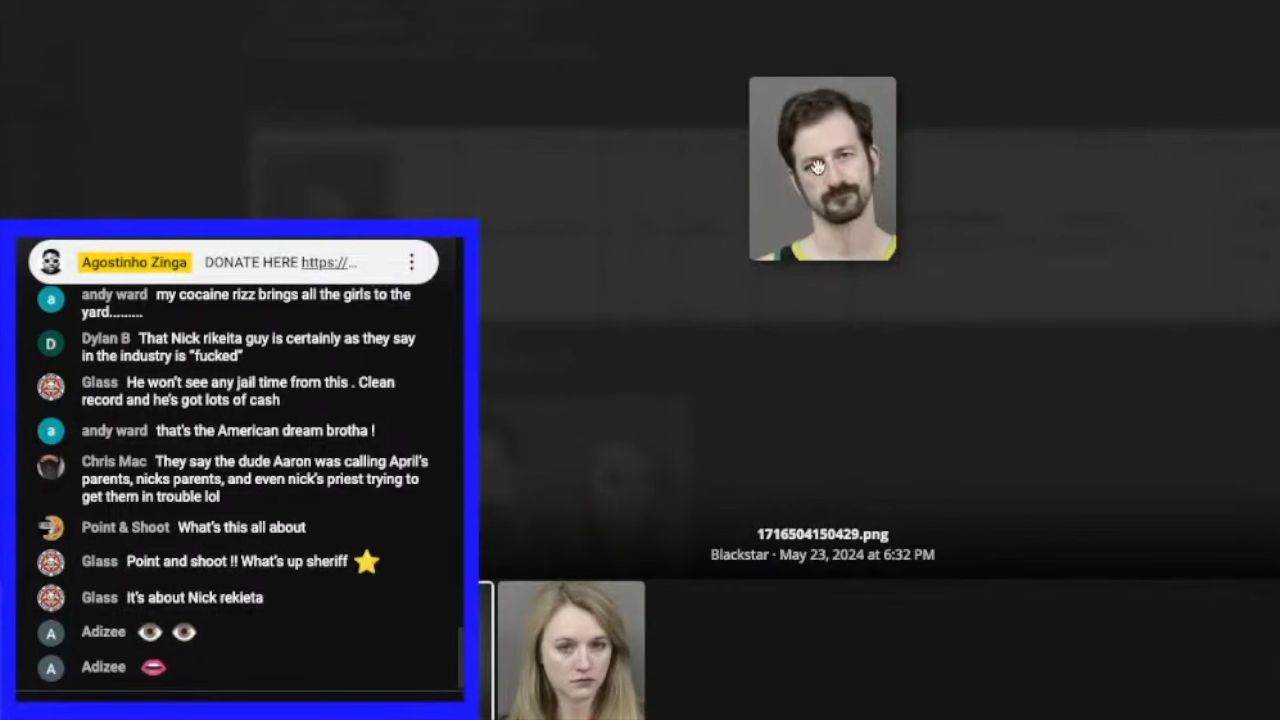 Agostinho Zinga DONATE HERE https://...
andy ward my cocaine rizz brings all the girls to the
yard.........
Dylan B That Nick rikeita guy is certainly as they say
in the industry is “fucked”
Glass He won't see any jail time from this . Clean
record and he's got lots of cash
andy ward that's the American dream brotha !
Chris Mac They say the dude Aaron was calling April's
parents, nicks parents, and even nick's priest trying to
get them in trouble lol
Point & Shoot What's this all about
Glass Point and shoot !! What's up sheriff ⭐
Glass It's about Nick rekieta
Adizee 👁️ 👁️
Adizee 👄
a
D
a
A
A
1716504150429.png
Blackstar · May 23, 2024 at 6:32 PM